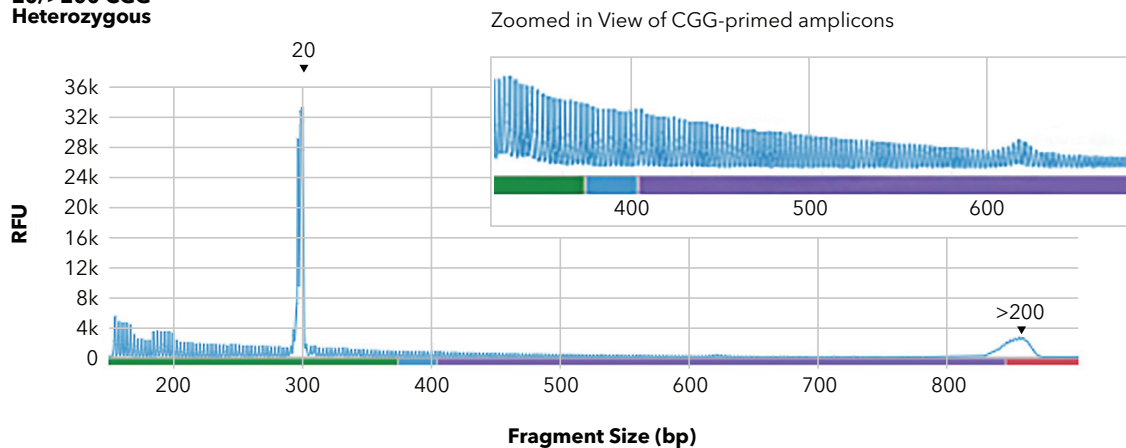 Heterozygous
Zoomed in View of CGG-primed amplicons
20
36k
32k
28k
24k
20k
16k
12k
8k
4k
0
RFU
400 500 600
>200
200 300 400 500 600 700 800
Fragment Size (bp)